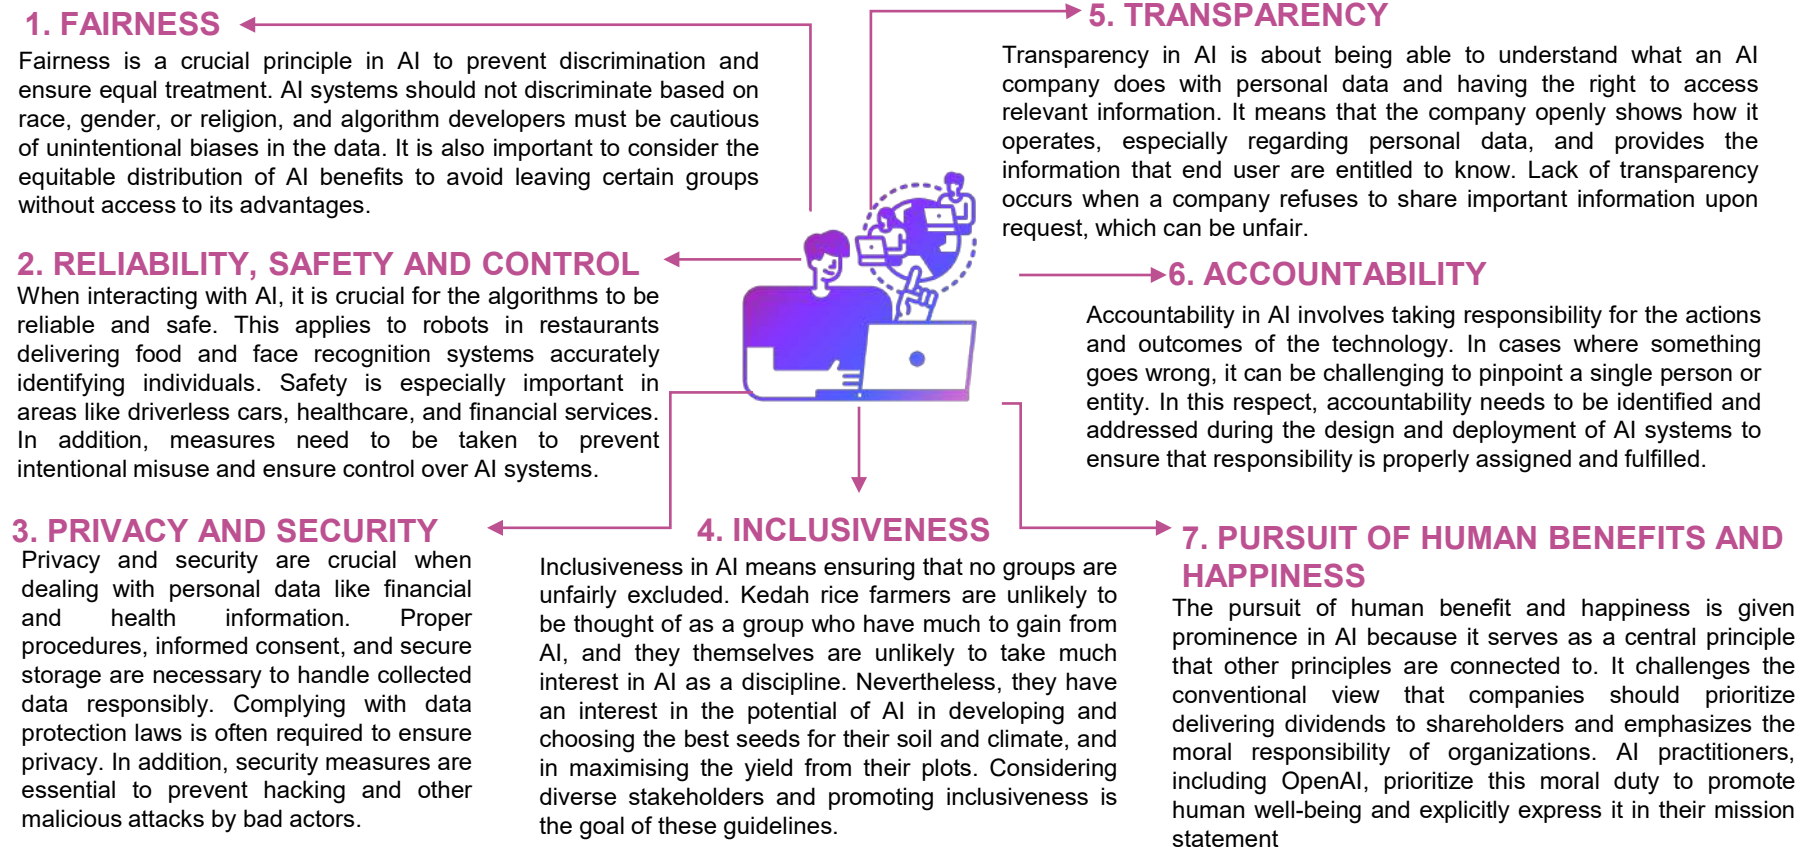 1. FAIRNESS
Fairness is a crucial principle in AI to prevent discrimination and
ensure equal treatment. AI systems should not discriminate based on
race, gender, or religion, and algorithm developers must be cautious
of unintentional biases in the data. It is also important to consider the
equitable distribution of AI benefits to avoid leaving certain groups
without access to its advantages.
2. RELIABILITY, SAFETY AND CONTROL
When interacting with AI, it is crucial for the algorithms to be
reliable and safe. This applies to robots in restaurants
delivering food and face recognition systems accurately
identifying individuals. Safety is especially important in
areas like driverless cars, healthcare, and financial services.
In addition, measures need to be taken to prevent
intentional misuse and ensure control over AI systems.
3. PRIVACY AND SECURITY
Privacy and security are crucial when
dealing with personal data like financial
and health information. Proper
procedures, informed consent, and secure
storage are necessary to handle collected
data responsibly. Complying with data
protection laws is often required to ensure
privacy. In addition, security measures are
essential to prevent hacking and other
malicious attacks by bad actors.
4. INCLUSIVENESS
Inclusiveness in AI means ensuring that no groups are
unfairly excluded. Kedah rice farmers are unlikely to
be thought of as a group who have much to gain from
AI, and they themselves are unlikely to take much
interest in AI as a discipline. Nevertheless, they have
an interest in the potential of AI in developing and
choosing the best seeds for their soil and climate, and
in maximising the yield from their plots. Considering
diverse stakeholders and promoting inclusiveness is
the goal of these guidelines.
5. TRANSPARENCY
Transparency in AI is about being able to understand what an AI
company does with personal data and having the right to access
relevant information. It means that the company openly shows how it
operates, especially regarding personal data, and provides the
information that end user are entitled to know. Lack of transparency
occurs when a company refuses to share important information upon
request, which can be unfair.
6. ACCOUNTABILITY
Accountability in AI involves taking responsibility for the actions
and outcomes of the technology. In cases where something
goes wrong, it can be challenging to pinpoint a single person or
entity. In this respect, accountability needs to be identified and
addressed during the design and deployment of AI systems to
ensure that responsibility is properly assigned and fulfilled.
7. PURSUIT OF HUMAN BENEFITS AND
HAPPINESS
The pursuit of human benefit and happiness is given
prominence in AI because it serves as a central principle
that other principles are connected to. It challenges the
conventional view that companies should prioritize
delivering dividends to shareholders and emphasizes the
moral responsibility of organizations. AI practitioners,
including OpenAI, prioritize this moral duty to promote
human well-being and explicitly express it in their mission
statement